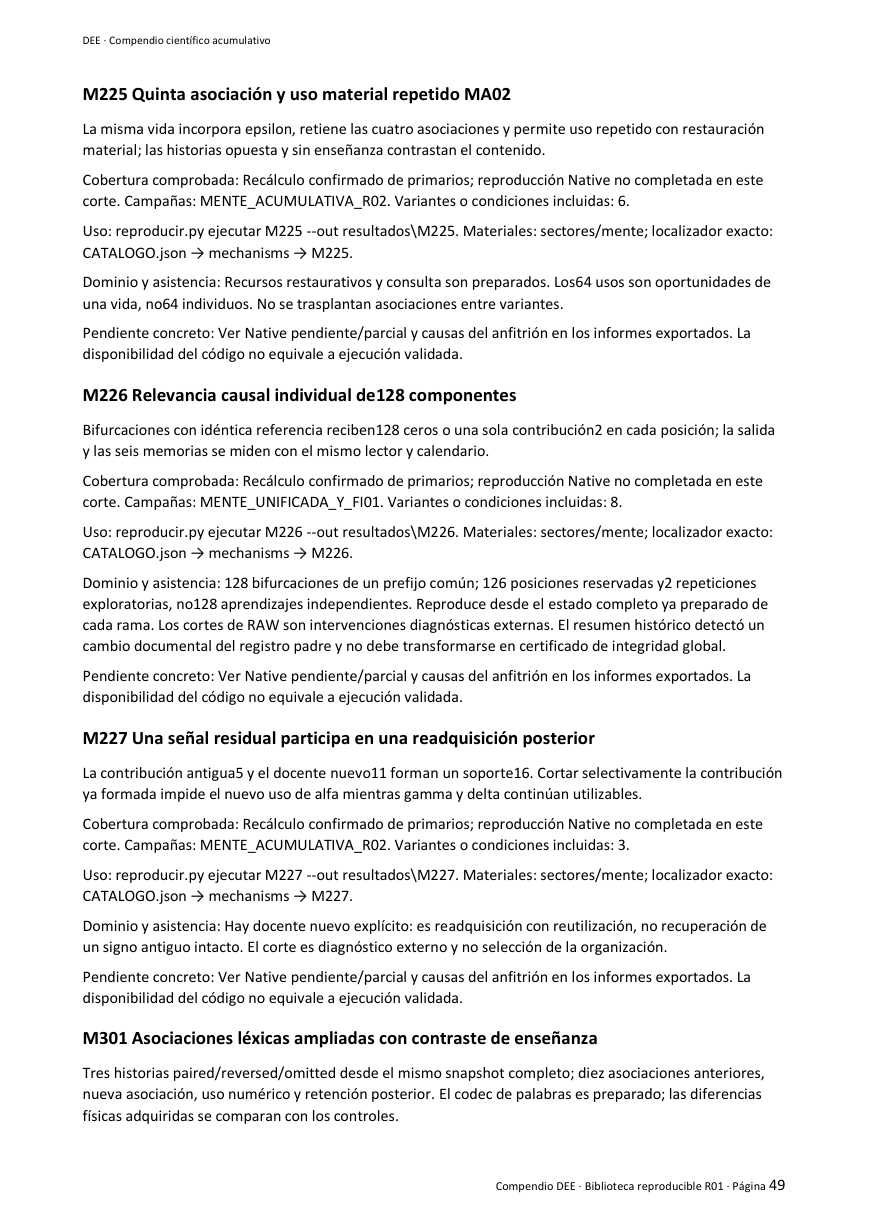 DEE · Compendio científico acumulativo
M225 Quinta asociación y uso material repetido MA02
La misma vida incorpora epsilon, retiene las cuatro asociaciones y permite uso repetido con restauración
material; las historias opuesta y sin enseñanza contrastan el contenido.
Cobertura comprobada: Recálculo confirmado de primarios; reproducción Native no completada en este
corte. Campañas: MENTE_ACUMULATIVA_R02. Variantes o condiciones incluidas: 6.
Uso: reproducir.py ejecutar M225 --out resultados\M225. Materiales: sectores/mente; localizador exacto:
CATALOGO.json → mechanisms → M225.
Dominio y asistencia: Recursos restaurativos y consulta son preparados. Los64 usos son oportunidades de
una vida, no64 individuos. No se trasplantan asociaciones entre variantes.
Pendiente concreto: Ver Native pendiente/parcial y causas del anfitrión en los informes exportados. La
disponibilidad del código no equivale a ejecución validada.
M226 Relevancia causal individual de128 componentes
Bifurcaciones con idéntica referencia reciben128 ceros o una sola contribución2 en cada posición; la salida
y las seis memorias se miden con el mismo lector y calendario.
Cobertura comprobada: Recálculo confirmado de primarios; reproducción Native no completada en este
corte. Campañas: MENTE_UNIFICADA_Y_FI01. Variantes o condiciones incluidas: 8.
Uso: reproducir.py ejecutar M226 --out resultados\M226. Materiales: sectores/mente; localizador exacto:
CATALOGO.json → mechanisms → M226.
Dominio y asistencia: 128 bifurcaciones de un prefijo común; 126 posiciones reservadas y2 repeticiones
exploratorias, no128 aprendizajes independientes. Reproduce desde el estado completo ya preparado de
cada rama. Los cortes de RAW son intervenciones diagnósticas externas. El resumen histórico detectó un
cambio documental del registro padre y no debe transformarse en certificado de integridad global.
Pendiente concreto: Ver Native pendiente/parcial y causas del anfitrión en los informes exportados. La
disponibilidad del código no equivale a ejecución validada.
M227 Una señal residual participa en una readquisición posterior
La contribución antigua5 y el docente nuevo11 forman un soporte16. Cortar selectivamente la contribución
ya formada impide el nuevo uso de alfa mientras gamma y delta continúan utilizables.
Cobertura comprobada: Recálculo confirmado de primarios; reproducción Native no completada en este
corte. Campañas: MENTE_ACUMULATIVA_R02. Variantes o condiciones incluidas: 3.
Uso: reproducir.py ejecutar M227 --out resultados\M227. Materiales: sectores/mente; localizador exacto:
CATALOGO.json → mechanisms → M227.
Dominio y asistencia: Hay docente nuevo explícito: es readquisición con reutilización, no recuperación de
un signo antiguo intacto. El corte es diagnóstico externo y no selección de la organización.
Pendiente concreto: Ver Native pendiente/parcial y causas del anfitrión en los informes exportados. La
disponibilidad del código no equivale a ejecución validada.
M301 Asociaciones léxicas ampliadas con contraste de enseñanza
Tres historias paired/reversed/omitted desde el mismo snapshot completo; diez asociaciones anteriores,
nueva asociación, uso numérico y retención posterior. El codec de palabras es preparado; las diferencias
físicas adquiridas se comparan con los controles.
Compendio DEE · Biblioteca reproducible R01 · Página 49